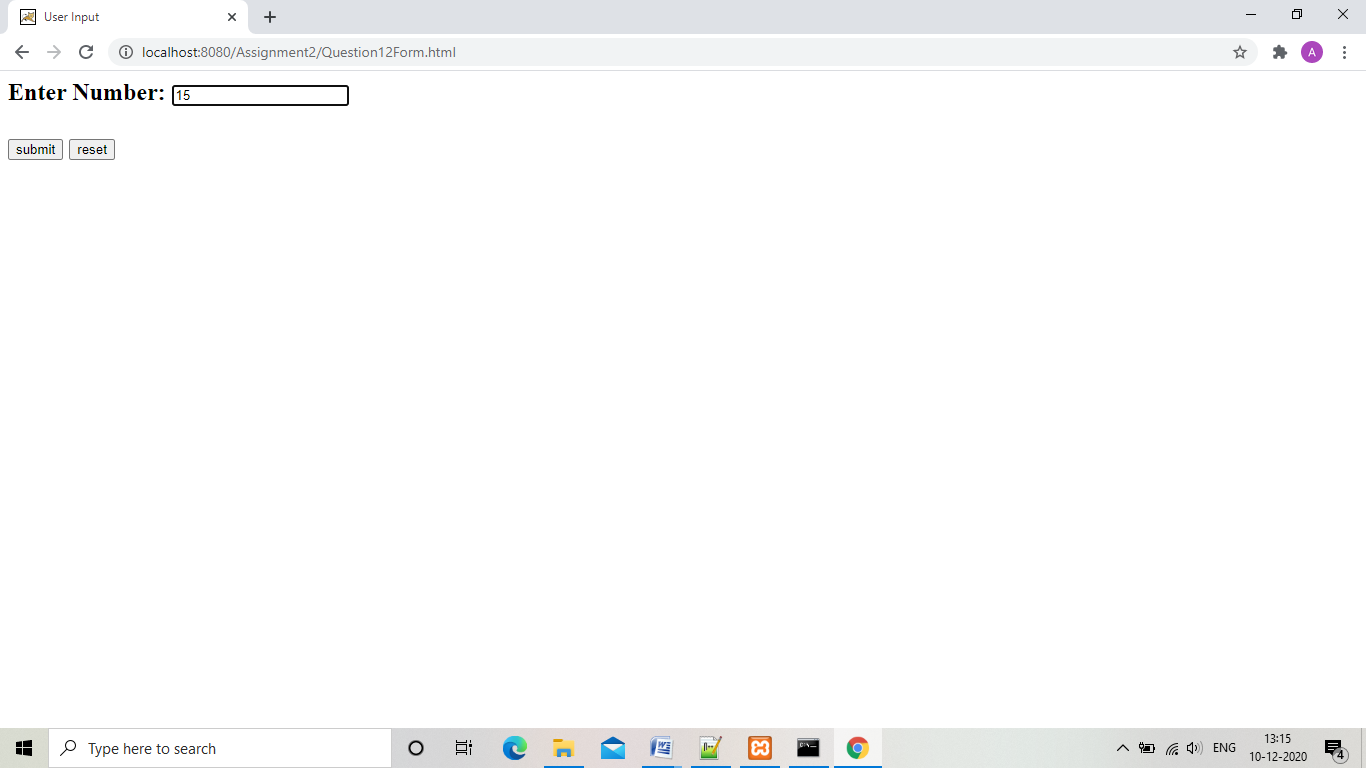 User Input
localhost:8080/Assignment2/Question12Form.html
A
Enter Number: 15
submit reset
Type here to search
W
ENG
13:15
10-12-2020
4